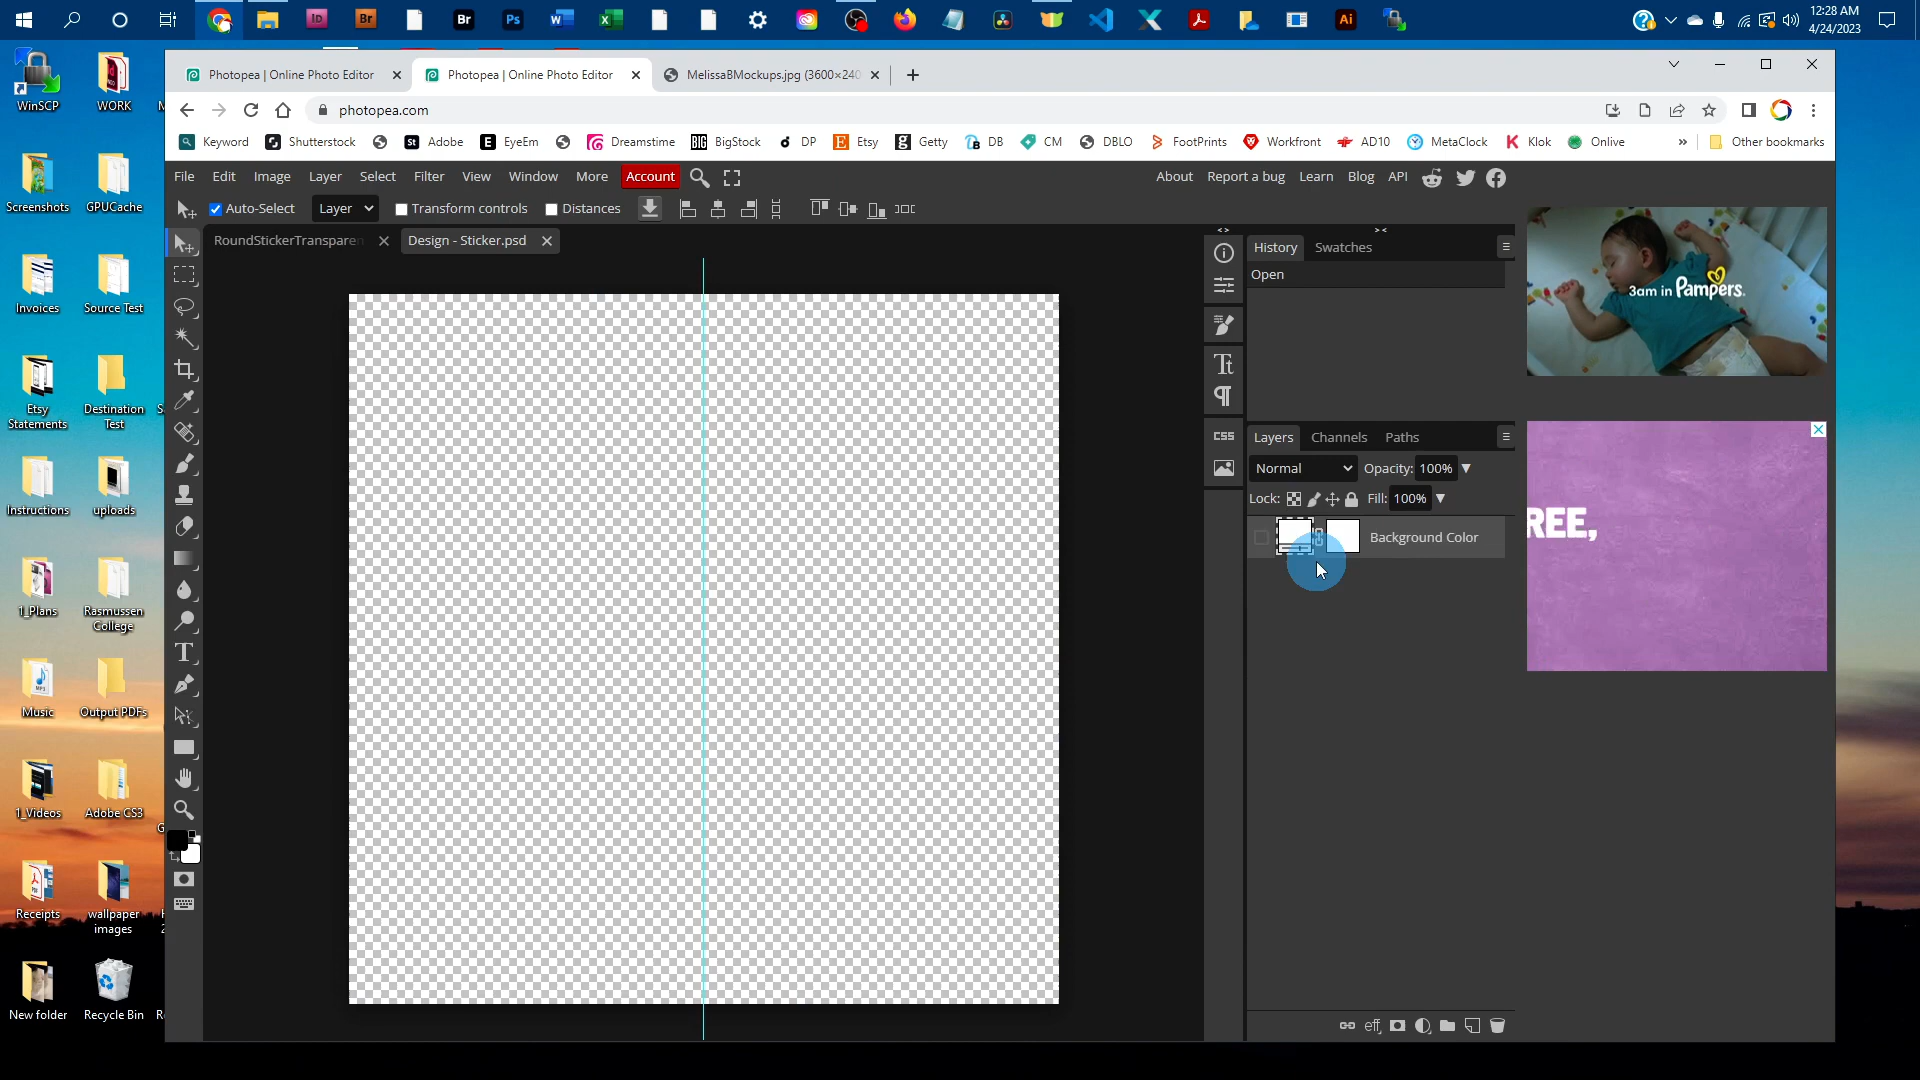 12:28 AM
4/24/2023
Photopea | Online Photo Editor
Photopea | Online Photo Editor
MelissaBMockups.jpg (3600×240
photopea.com
Keyword
Shutterstock
Adobe
EyeEm
Dreamstime
BigStock
DP
Etsy
Getty
DB
CM
DBLO
FootPrints
Workfront
AD10
MetaClock
Klok
Onlive
Other bookmarks
File Edit Image Layer Select Filter View Window More Account
About Report a bug Learn Blog API
Auto-Select Layer Transform controls Distances
RoundStickerTransparen
Design - Sticker.psd
History Swatches
Open
3am in Pampers.
CSS
Layers Channels Paths
Normal Opacity: 100%
Lock: Fill: 100%
Background Color
REE,
eff
WinSCP
WORK
Screenshots
GPUCache
Invoices
Source Test
Etsy
Statements
Destination
Test
Instructions
uploads
1_Plans
Rasmussen
College
Music
Output PDFs
1_Videos
Adobe CS3
Receipts
wallpaper
images
New folder
Recycle Bin